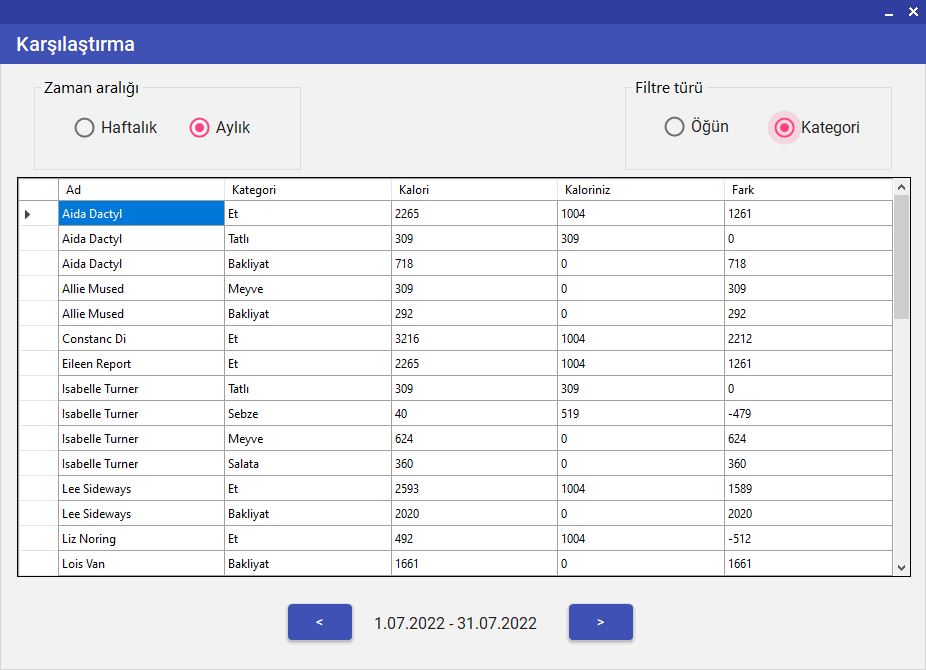 Karşılaştırma
Zaman aralığı Filtre türü
Haftalık Aylık Öğün Kategori
Ad Kategori Kalori Kaloriniz Fark
Aida Dactyl Et 2265 1004 1261
Aida Dactyl Tatlı 309 309 0
Aida Dactyl Bakliyat 718 0 718
Allie Mused Meyve 309 0 309
Allie Mused Bakliyat 292 0 292
Constanc Di Et 3216 1004 2212
Eileen Report Et 2265 1004 1261
Isabelle Turner Tatlı 309 309 0
Isabelle Turner Sebze 40 519 -479
Isabelle Turner Meyve 624 0 624
Isabelle Turner Salata 360 0 360
Lee Sideways Et 2593 1004 1589
Lee Sideways Bakliyat 2020 0 2020
Liz Noring Et 492 1004 -512
Lois Van Bakliyat 1661 0 1661
< 1.07.2022 - 31.07.2022 >